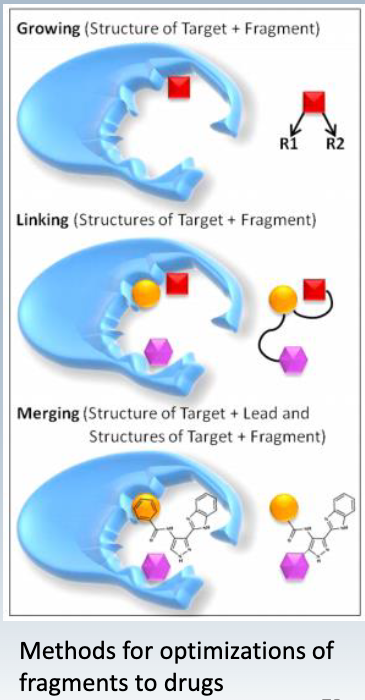 Growing (Structure of Target + Fragment)
R1 R2
Linking (Structures of Target + Fragment)
Merging (Structure of Target + Lead and
Structures of Target + Fragment)
Methods for optimizations of
fragments to drugs